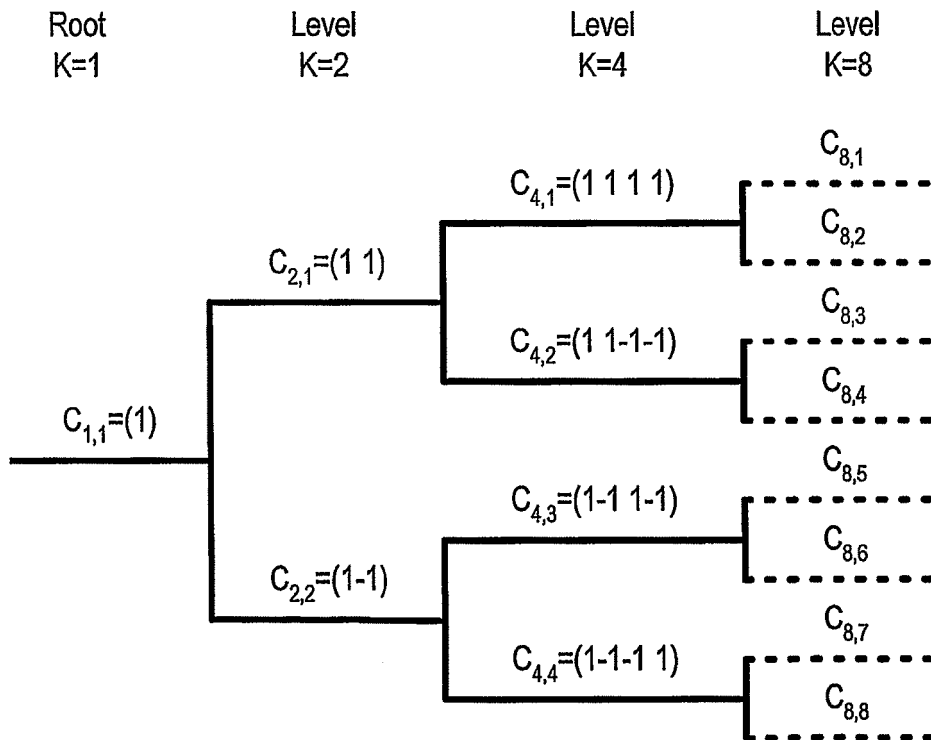 Root Level Level Level
K=1 K=2 K=4 K=8
C8,1
C4,1=(1 1 1 1)
C8,2
C2,1=(1 1)
C8,3
C4,2=(1 1-1-1)
C8,4
C1,1=(1)
C8,5
C4,3=(1-1 1-1)
C8,6
C2,2=(1-1)
C8,7
C4,4=(1-1-1 1)
C8,8